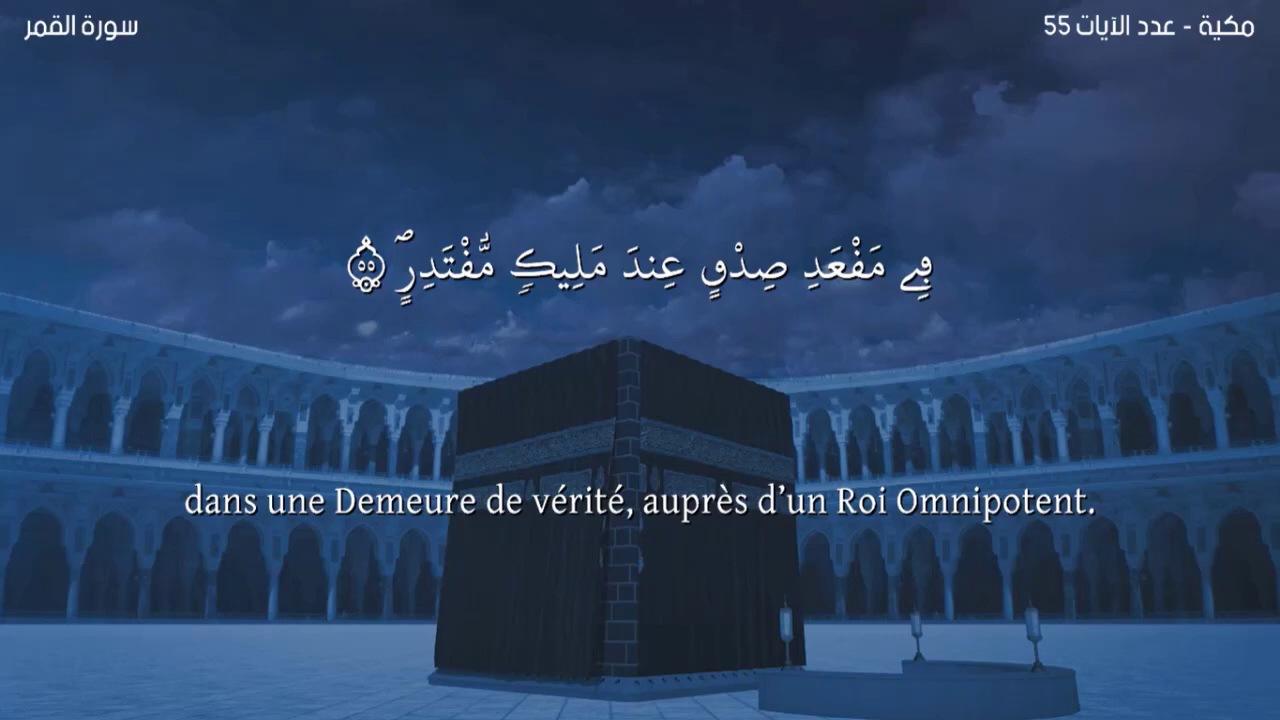 سورة القمر
مكية - عدد الآيات 55
فِے مَقْعَدِ صِدْقٍ عِندَ مَلِيكٖ مُّقْتَدِرٖۖ ٥٥
dans une Demeure de vérité, auprès d’un Roi Omnipotent.